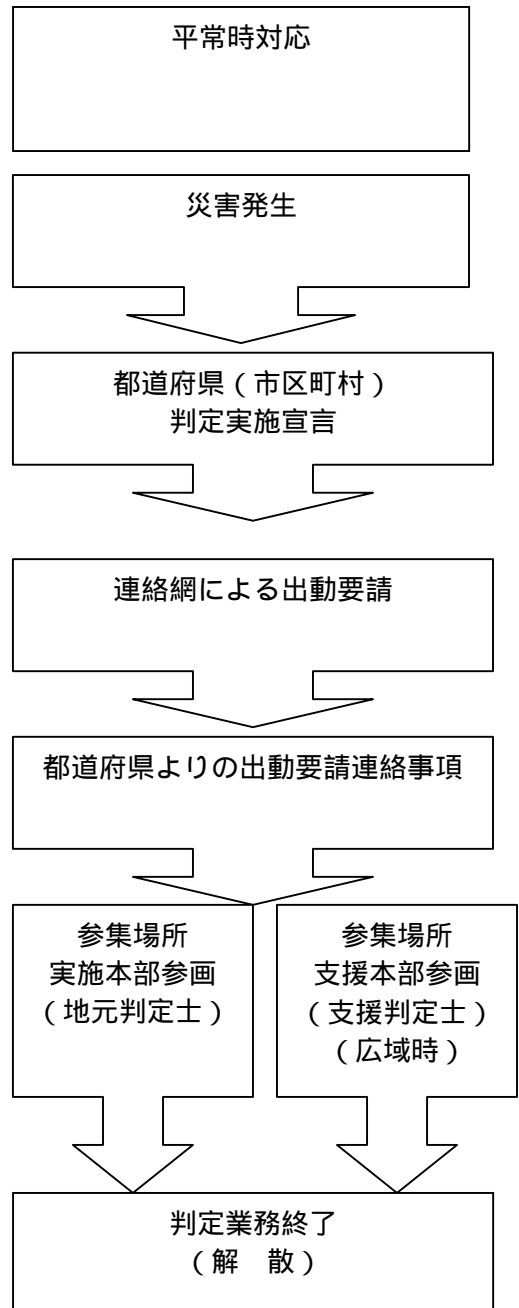 平常時対応
災害発生
都道府県(市区町村)
判定実施宣言
連絡網による出動要請
都道府県よりの出動要請連絡事項
参集場所
実施本部参画
(地元判定士)
参集場所
支援本部参画
(支援判定士)
(広域時)
判定業務終了
(解　散)